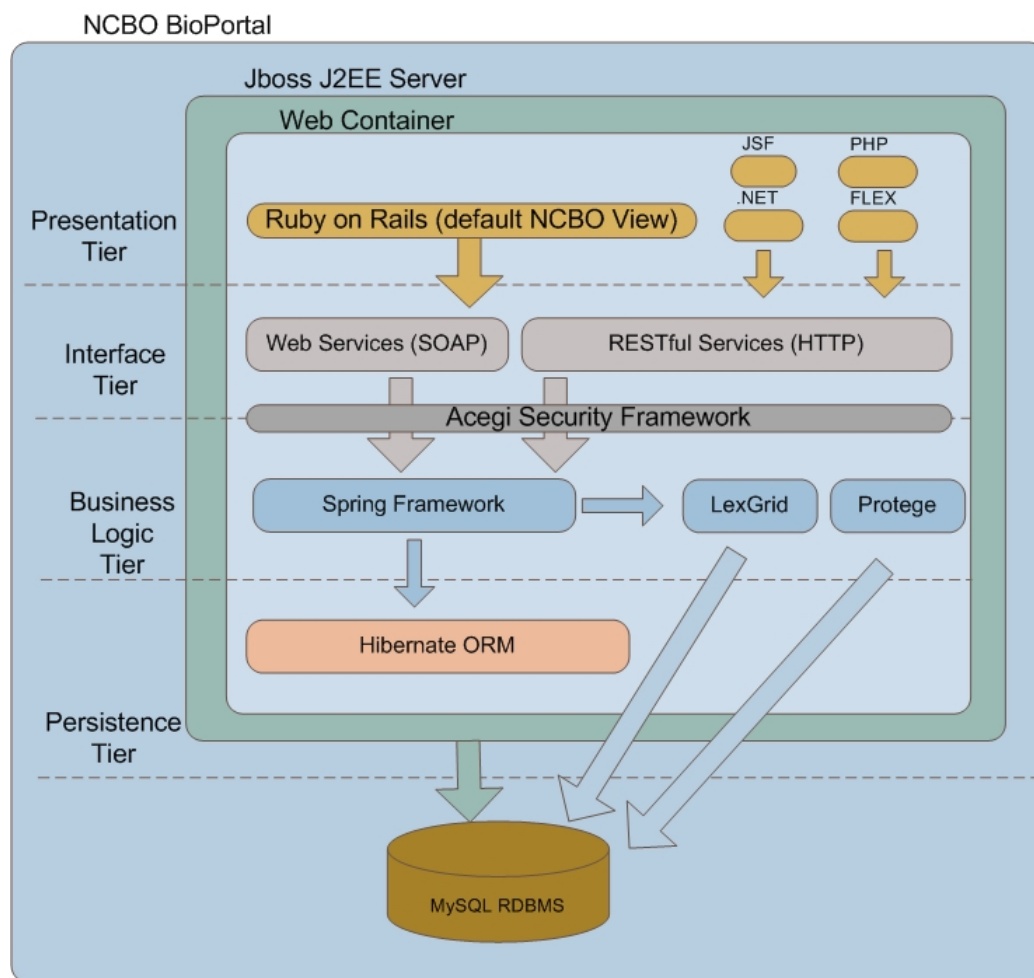 NCBO BioPortal
Jboss J2EE Server
Web Container
JSF
PHP
.NET
FLEX
Presentation
Tier
Ruby on Rails (default NCBO View)
Interface
Tier
Web Services (SOAP)
RESTful Services (HTTP)
Acegi Security Framework
Business
Logic
Tier
Spring Framework
LexGrid
Protege
Hibernate ORM
Persistence
Tier
MySQL RDBMS